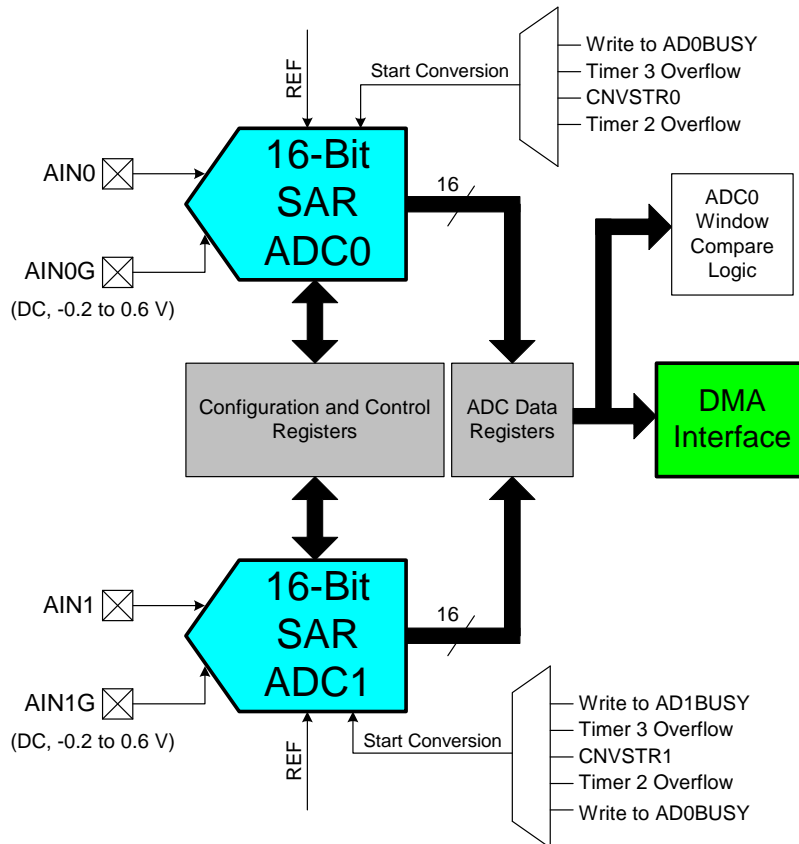 Write to AD0BUSY
Start Conversion
Timer 3 Overflow
REF
CNVSTR0
Timer 2 Overflow
16-Bit
SAR
ADC0
AIN0
16
ADC0
Window
Compare
Logic
AIN0G
(DC, -0.2 to 0.6 V)
Configuration and Control
Registers
ADC Data
Registers
DMA
Interface
16-Bit
SAR
ADC1
AIN1
16
AIN1G
(DC, -0.2 to 0.6 V)
REF
Start Conversion
Write to AD1BUSY
Timer 3 Overflow
CNVSTR1
Timer 2 Overflow
Write to AD0BUSY